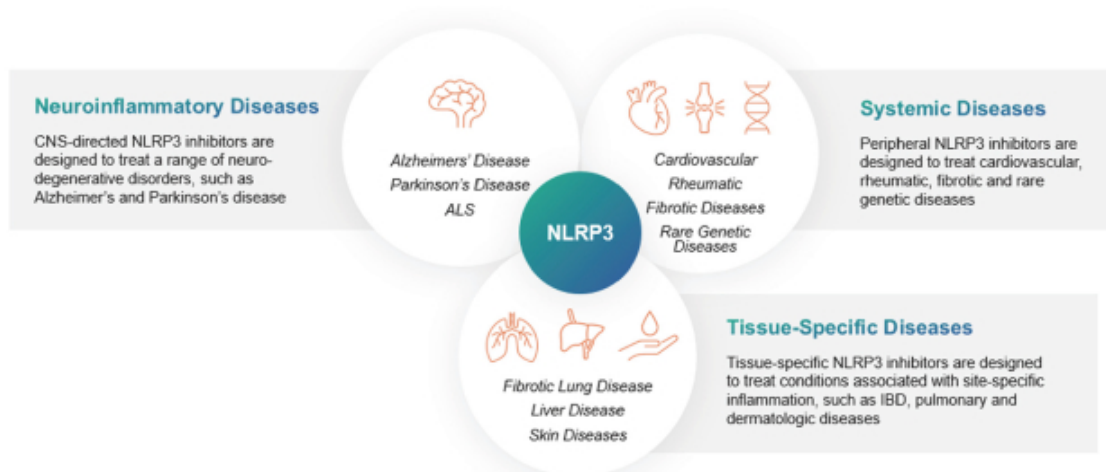 Neuroinflammatory Diseases
CNS-directed NLRP3 inhibitors are
designed to treat a range of neuro-
degenerative disorders, such as
Alzheimer's and Parkinson's disease
Alzheimers' Disease
Parkinson's Disease
ALS
NLRP3
Cardiovascular
Rheumatic
Fibrotic Diseases
Rare Genetic
Diseases
Systemic Diseases
Peripheral NLRP3 inhibitors are
designed to treat cardiovascular,
rheumatic, fibrotic and rare
genetic diseases
Fibrotic Lung Disease
Liver Disease
Skin Diseases
Tissue-Specific Diseases
Tissue-specific NLRP3 inhibitors are designed
to treat conditions associated with site-specific
inflammation, such as IBD, pulmonary and
dermatologic diseases